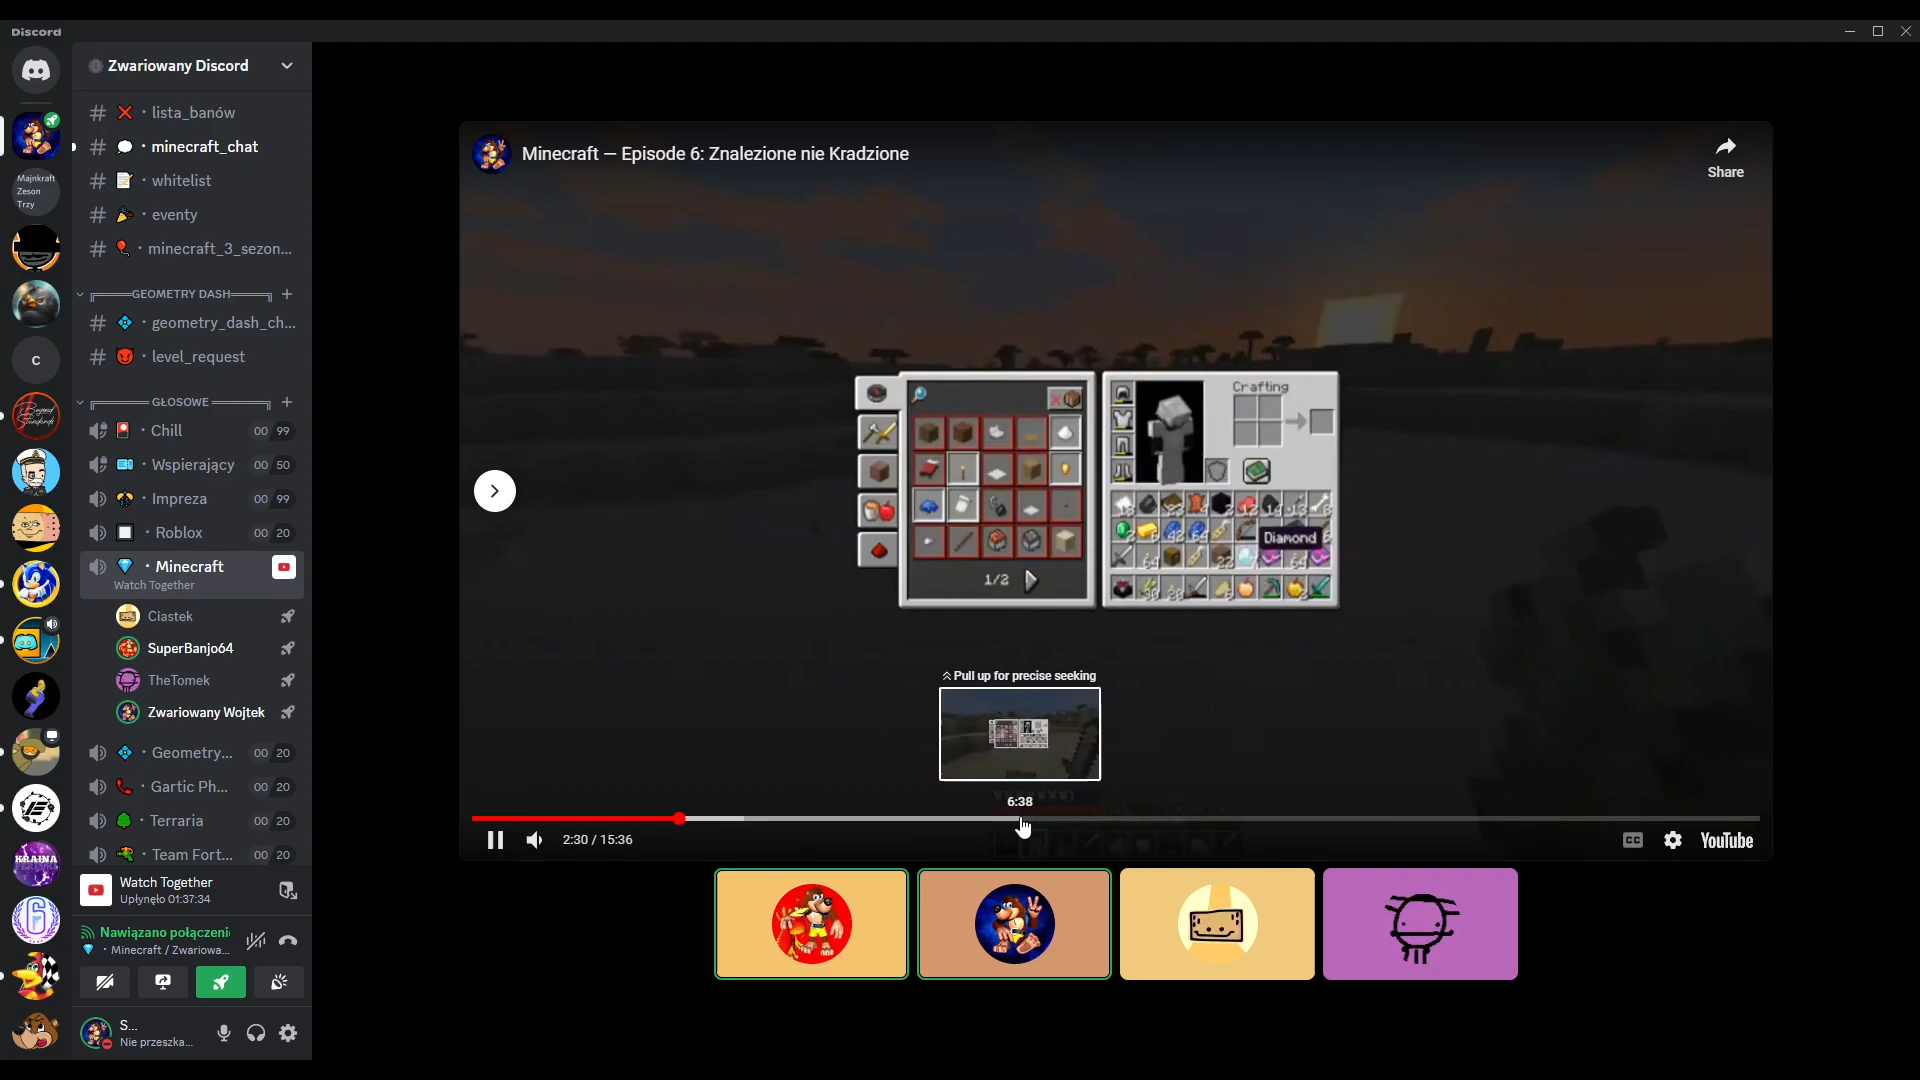 Discord
Zwariowany Discord
lista_banów
minecraft_chat
whitelist
eventy
minecraft_3_sezon...
Majnkraft
Zeson
Trzy
GEOMETRY DASH
geometry_dash_ch...
level_request
C
GŁOSOWE
Chill 00 99
Wspierający 00 50
Impreza 00 99
Roblox 00 20
Minecraft
Watch Together
Ciastek
SuperBanjo64
TheTomek
Zwariowany Wojtek
Geometry... 00 20
Gartic Ph... 00 20
Terraria 00 20
Team Fort... 00 20
KRAINA
Watch Together
Upłynęło 01:37:34
Nawiązano połączeni
Minecraft / Zwariowa...
S...
Nie przeszka...
Minecraft — Episode 6: Znalezione nie Kradzione
Share
Crafting
Diamond
1/2
Pull up for precise seeking
6:38
2:30 / 15:36
CC
YouTube